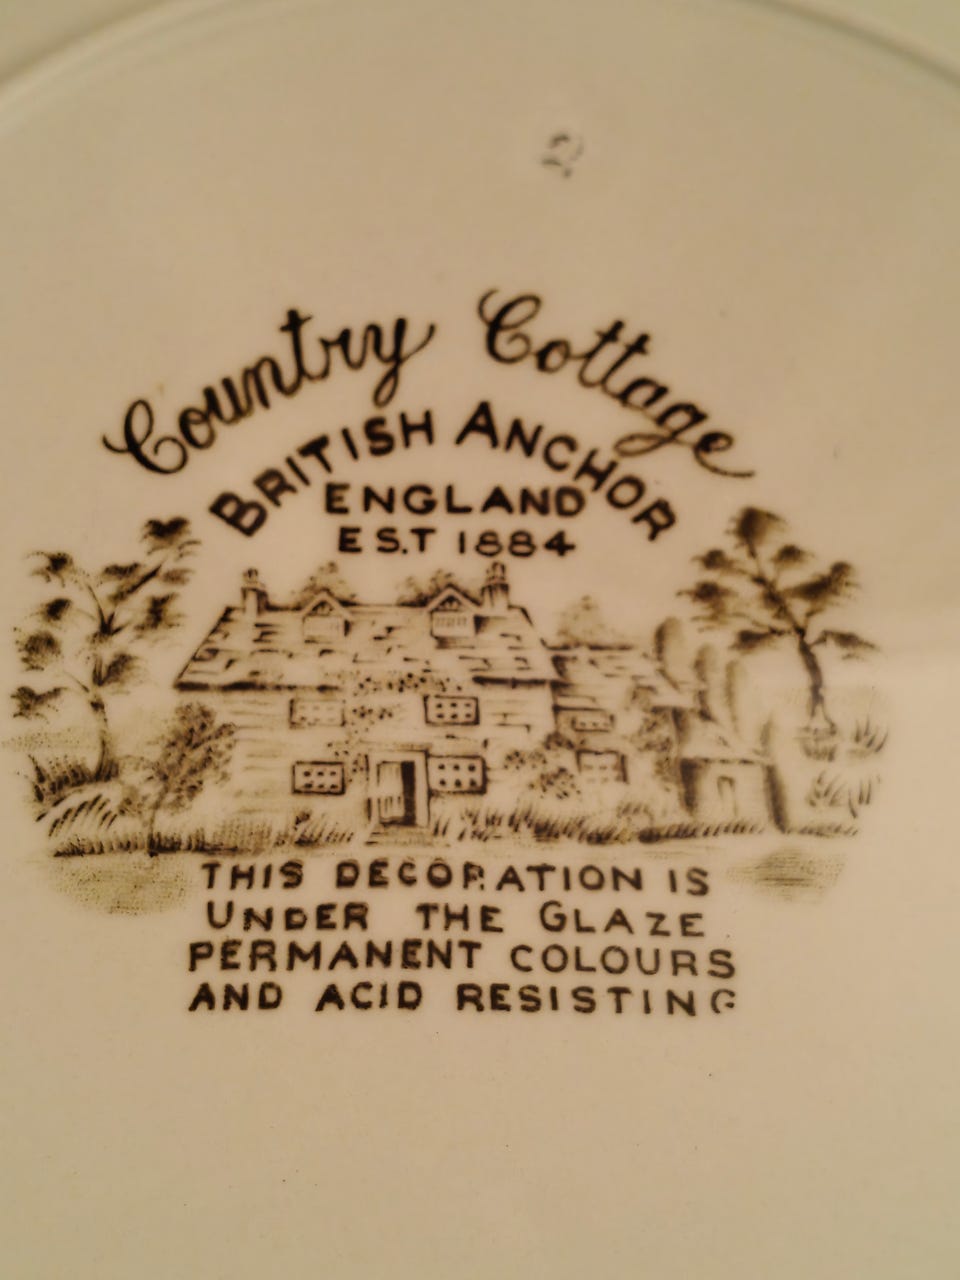 2
Country Cottage
BRITISH ANCHOR
ENGLAND
EST 1884
THIS DECORATION IS
UNDER THE GLAZE
PERMANENT COLOURS
AND ACID RESISTING